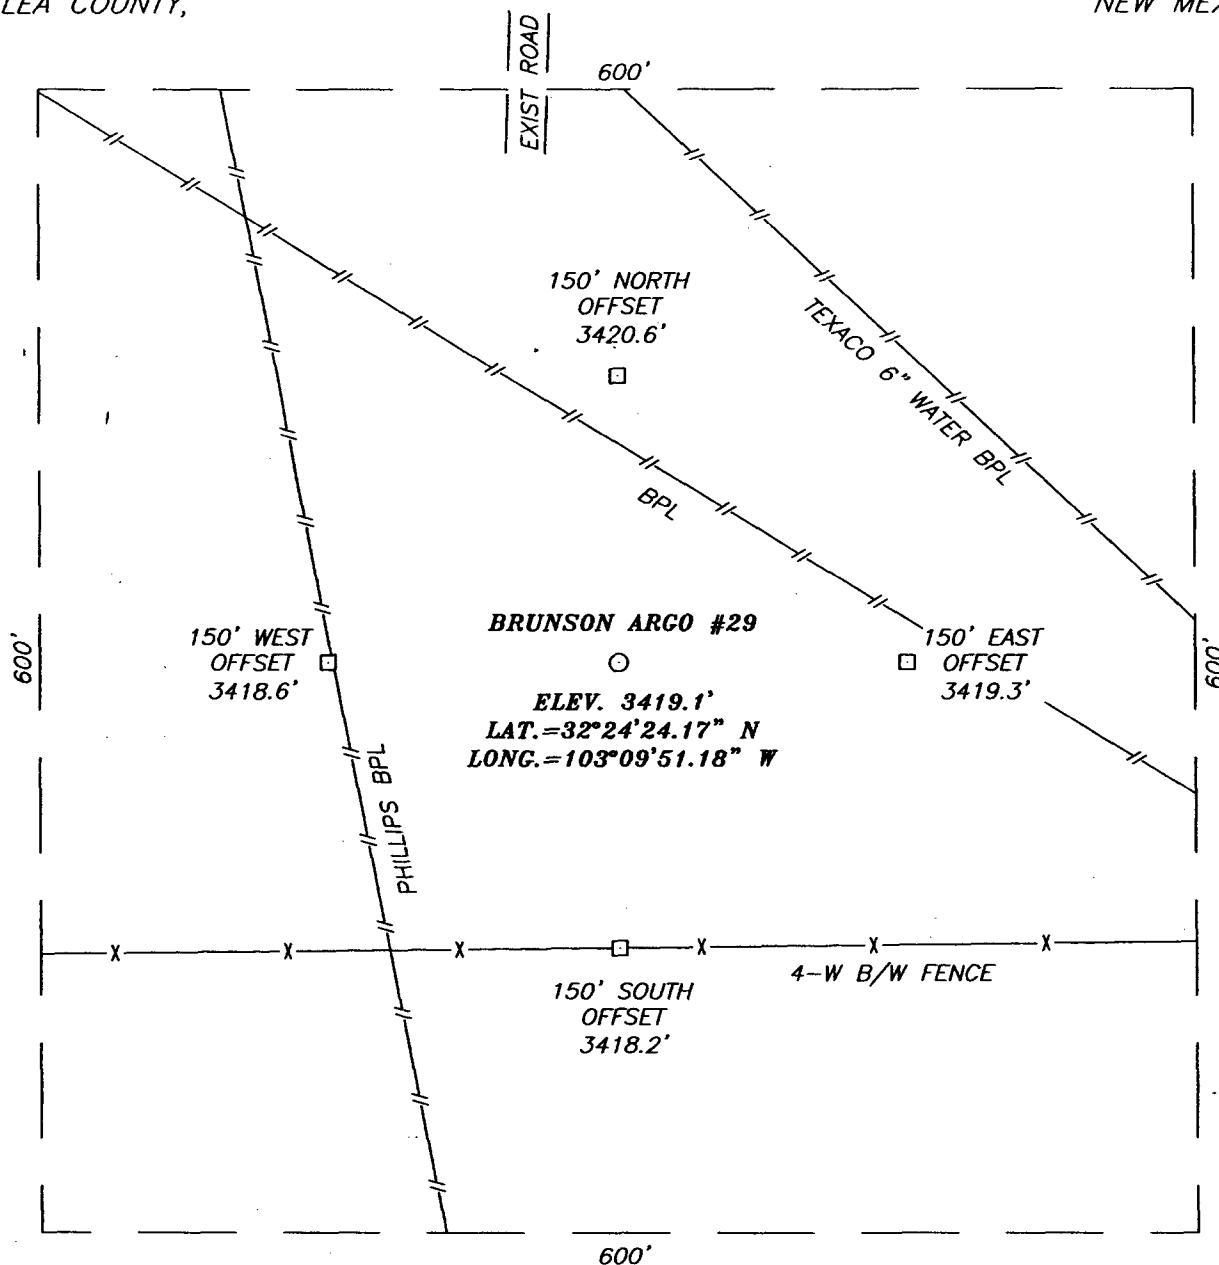 LEA COUNTY,
NEW MEX
EXIST ROAD
600'
150' NORTH
OFFSET
3420.6'
TEXACO 6" WATER BPL
BPL
BRUNSON ARGO #29
150' WEST
OFFSET
3418.6'
150' EAST
OFFSET
3419.3'
600'
600'
ELEV. 3419.1'
LAT.=32°24'24.17" N
LONG.=103°09'51.18" W
PHILLIPS BPL
X X X X X X
4-W B/W FENCE
150' SOUTH
OFFSET
3418.2'
600'